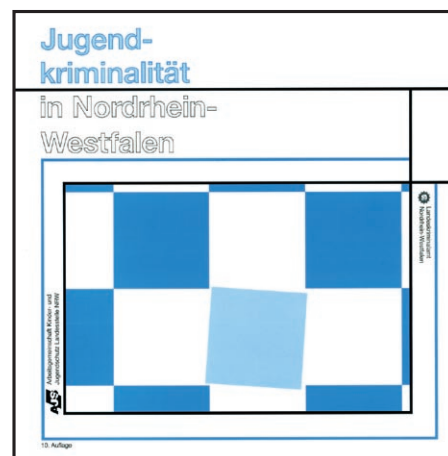 Jugend-
kriminalität
in Nordrhein-
Westfalen
Landeskriminalamt
Nordrhein-Westfalen
AJS
Arbeitsgemeinschaft Kinder- und
Jugendschutz Landesstelle NRW
10. Auflage